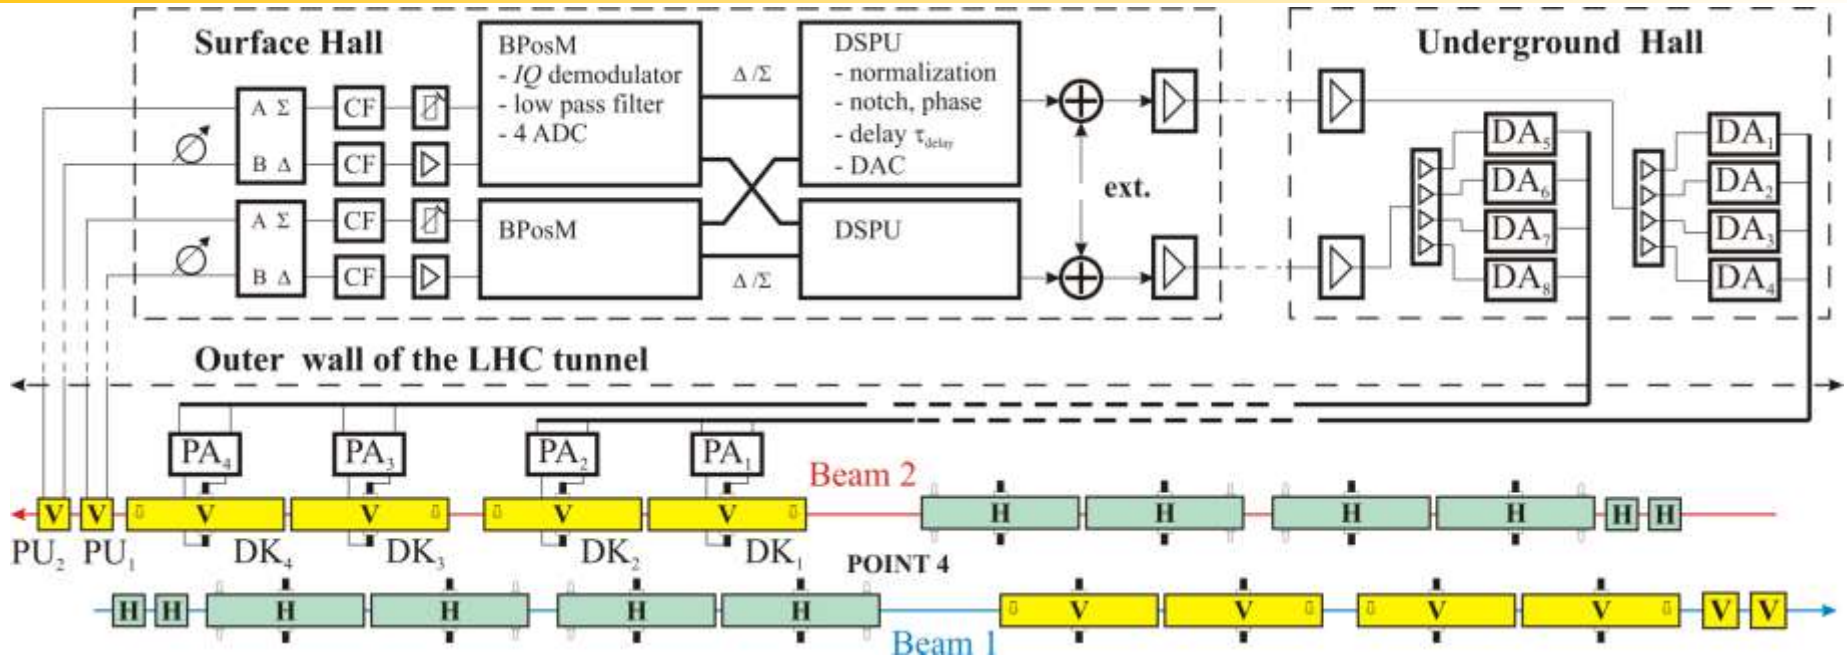 Surface Hall
Underground Hall
A Σ
B Δ
A Σ
B Δ
CF
CF
CF
CF
BPosM
- IQ demodulator
- low pass filter
- 4 ADC
BPosM
Δ /Σ
Δ /Σ
DSPU
- normalization
- notch, phase
- delay τdelay
- DAC
DSPU
ext.
DA5
DA6
DA7
DA8
DA1
DA2
DA3
DA4
Outer wall of the LHC tunnel
PA4
PA3
PA2
PA1
Beam 2
V
V
V
V
V
V
H
H
H
H
H
H
PU2
PU1
DK4
DK3
DK2
DK1
POINT 4
H
H
H
H
H
H
V
V
V
V
V
V
Beam 1